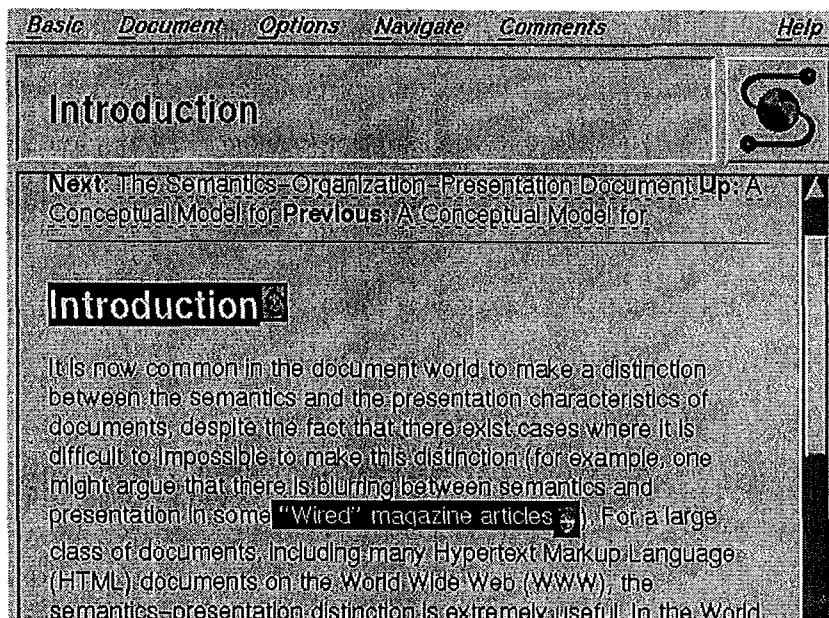 Basic Document Options Navigate Comments Help
Introduction
Next: The Semantics-Organization-Presentation Document Up: A
Conceptual Model for Previous: A Conceptual Model for
Introduction
It is now common in the document world to make a distinction
between the semantics and the presentation characteristics of
documents, despite the fact that there exist cases where it is
difficult to impossible to make this distinction (for example, one
might argue that there is blurring between semantics and
presentation in some "Wired" magazine articles ). For a large
class of documents, including many Hypertext Markup Language
(HTML) documents on the World Wide Web (WWW), the
semantics-presentation distinction is extremely useful. In the World